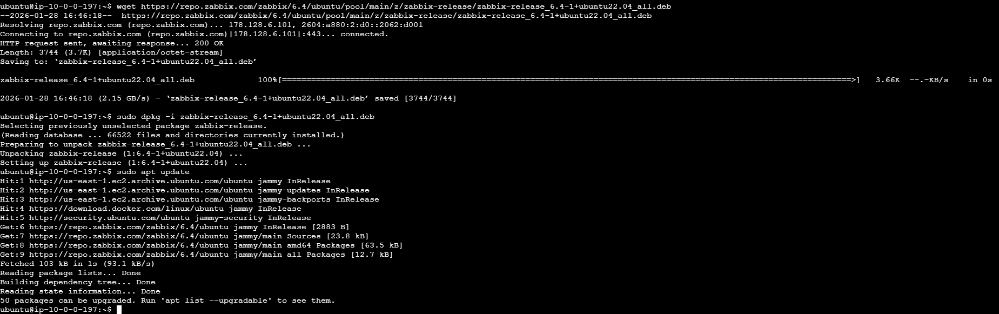 ubuntu@ip-10-0-0-197:~$ wget https://repo.zabbix.com/zabbix/6.4/ubuntu/pool/main/z/zabbix-release/zabbix-release_6.4-1+ubuntu22.04_all.deb
--2026-01-28 16:46:18--  https://repo.zabbix.com/zabbix/6.4/ubuntu/pool/main/z/zabbix-release/zabbix-release_6.4-1+ubuntu22.04_all.deb
Resolving repo.zabbix.com (repo.zabbix.com)... 178.128.6.101, 2604:a880:2:d0::2062:d001
Connecting to repo.zabbix.com (repo.zabbix.com)|178.128.6.101|:443... connected.
HTTP request sent, awaiting response... 200 OK
Length: 3744 (3.7K) [application/octet-stream]
Saving to: ‘zabbix-release_6.4-1+ubuntu22.04_all.deb’
zabbix-release_6.4-1+ubuntu22.04_all.deb             100%[=====================================================================================================================>]   3.66K  --.-KB/s    in 0s
2026-01-28 16:46:18 (2.15 GB/s) - ‘zabbix-release_6.4-1+ubuntu22.04_all.deb’ saved [3744/3744]
ubuntu@ip-10-0-0-197:~$ sudo dpkg -i zabbix-release_6.4-1+ubuntu22.04_all.deb
Selecting previously unselected package zabbix-release.
(Reading database ... 66522 files and directories currently installed.)
Preparing to unpack zabbix-release_6.4-1+ubuntu22.04_all.deb ...
Unpacking zabbix-release (1:6.4-1+ubuntu22.04) ...
Setting up zabbix-release (1:6.4-1+ubuntu22.04) ...
ubuntu@ip-10-0-0-197:~$ sudo apt update
Hit:1 http://us-east-1.ec2.archive.ubuntu.com/ubuntu jammy InRelease
Hit:2 http://us-east-1.ec2.archive.ubuntu.com/ubuntu jammy-updates InRelease
Hit:3 http://us-east-1.ec2.archive.ubuntu.com/ubuntu jammy-backports InRelease
Hit:4 https://download.docker.com/linux/ubuntu jammy InRelease
Hit:5 http://security.ubuntu.com/ubuntu jammy-security InRelease
Get:6 https://repo.zabbix.com/zabbix/6.4/ubuntu jammy InRelease [2883 B]
Get:7 https://repo.zabbix.com/zabbix/6.4/ubuntu jammy/main Sources [23.8 kB]
Get:8 https://repo.zabbix.com/zabbix/6.4/ubuntu jammy/main amd64 Packages [63.5 kB]
Get:9 https://repo.zabbix.com/zabbix/6.4/ubuntu jammy/main all Packages [12.7 kB]
Fetched 103 kB in 1s (93.1 kB/s)
Reading package lists... Done
Building dependency tree... Done
Reading state information... Done
50 packages can be upgraded. Run 'apt list --upgradable' to see them.
ubuntu@ip-10-0-0-197:~$